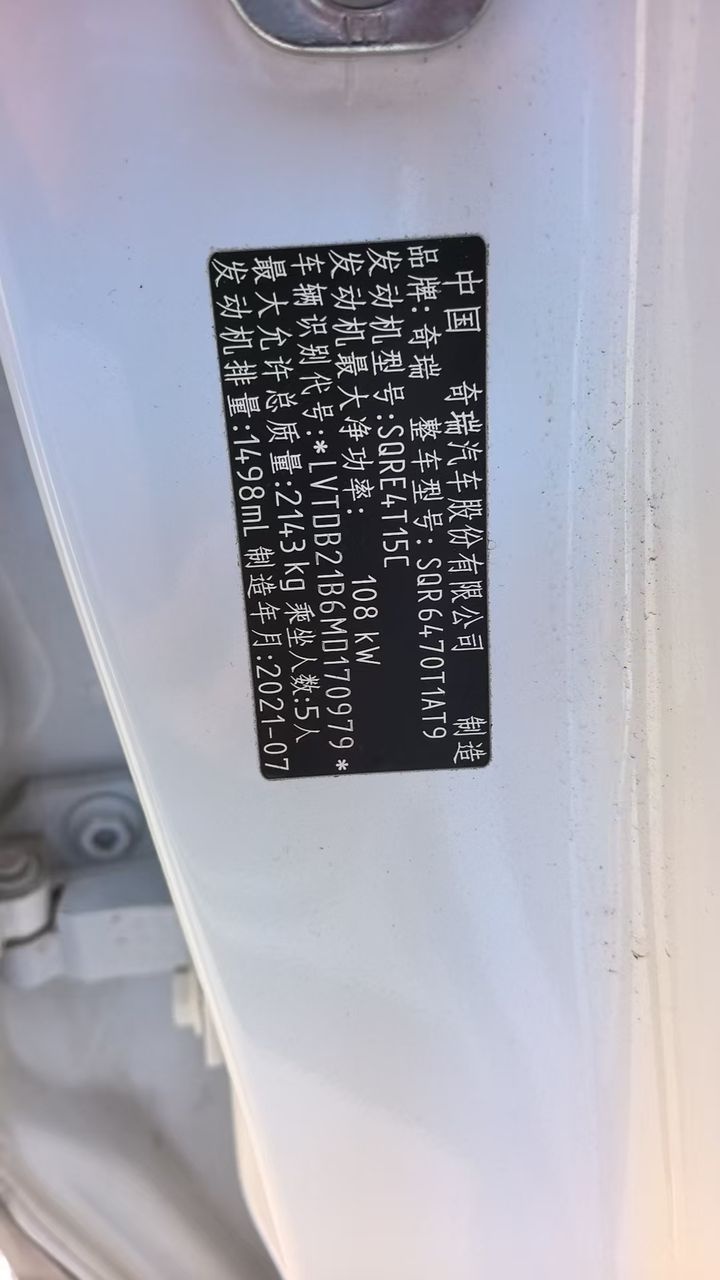 中国 奇瑞汽车股份有限公司 制造
品牌:奇瑞 整车型号:SQR6470T1AT9
发动机型号:SQRE4T15C
发动机最大净功率: 108 kW
车辆识别代号:*LVTDB21B6MD170979*
最大允许总质量:2143kg 乘坐人数:5人
发动机排量:1498mL 制造年月:2021-07